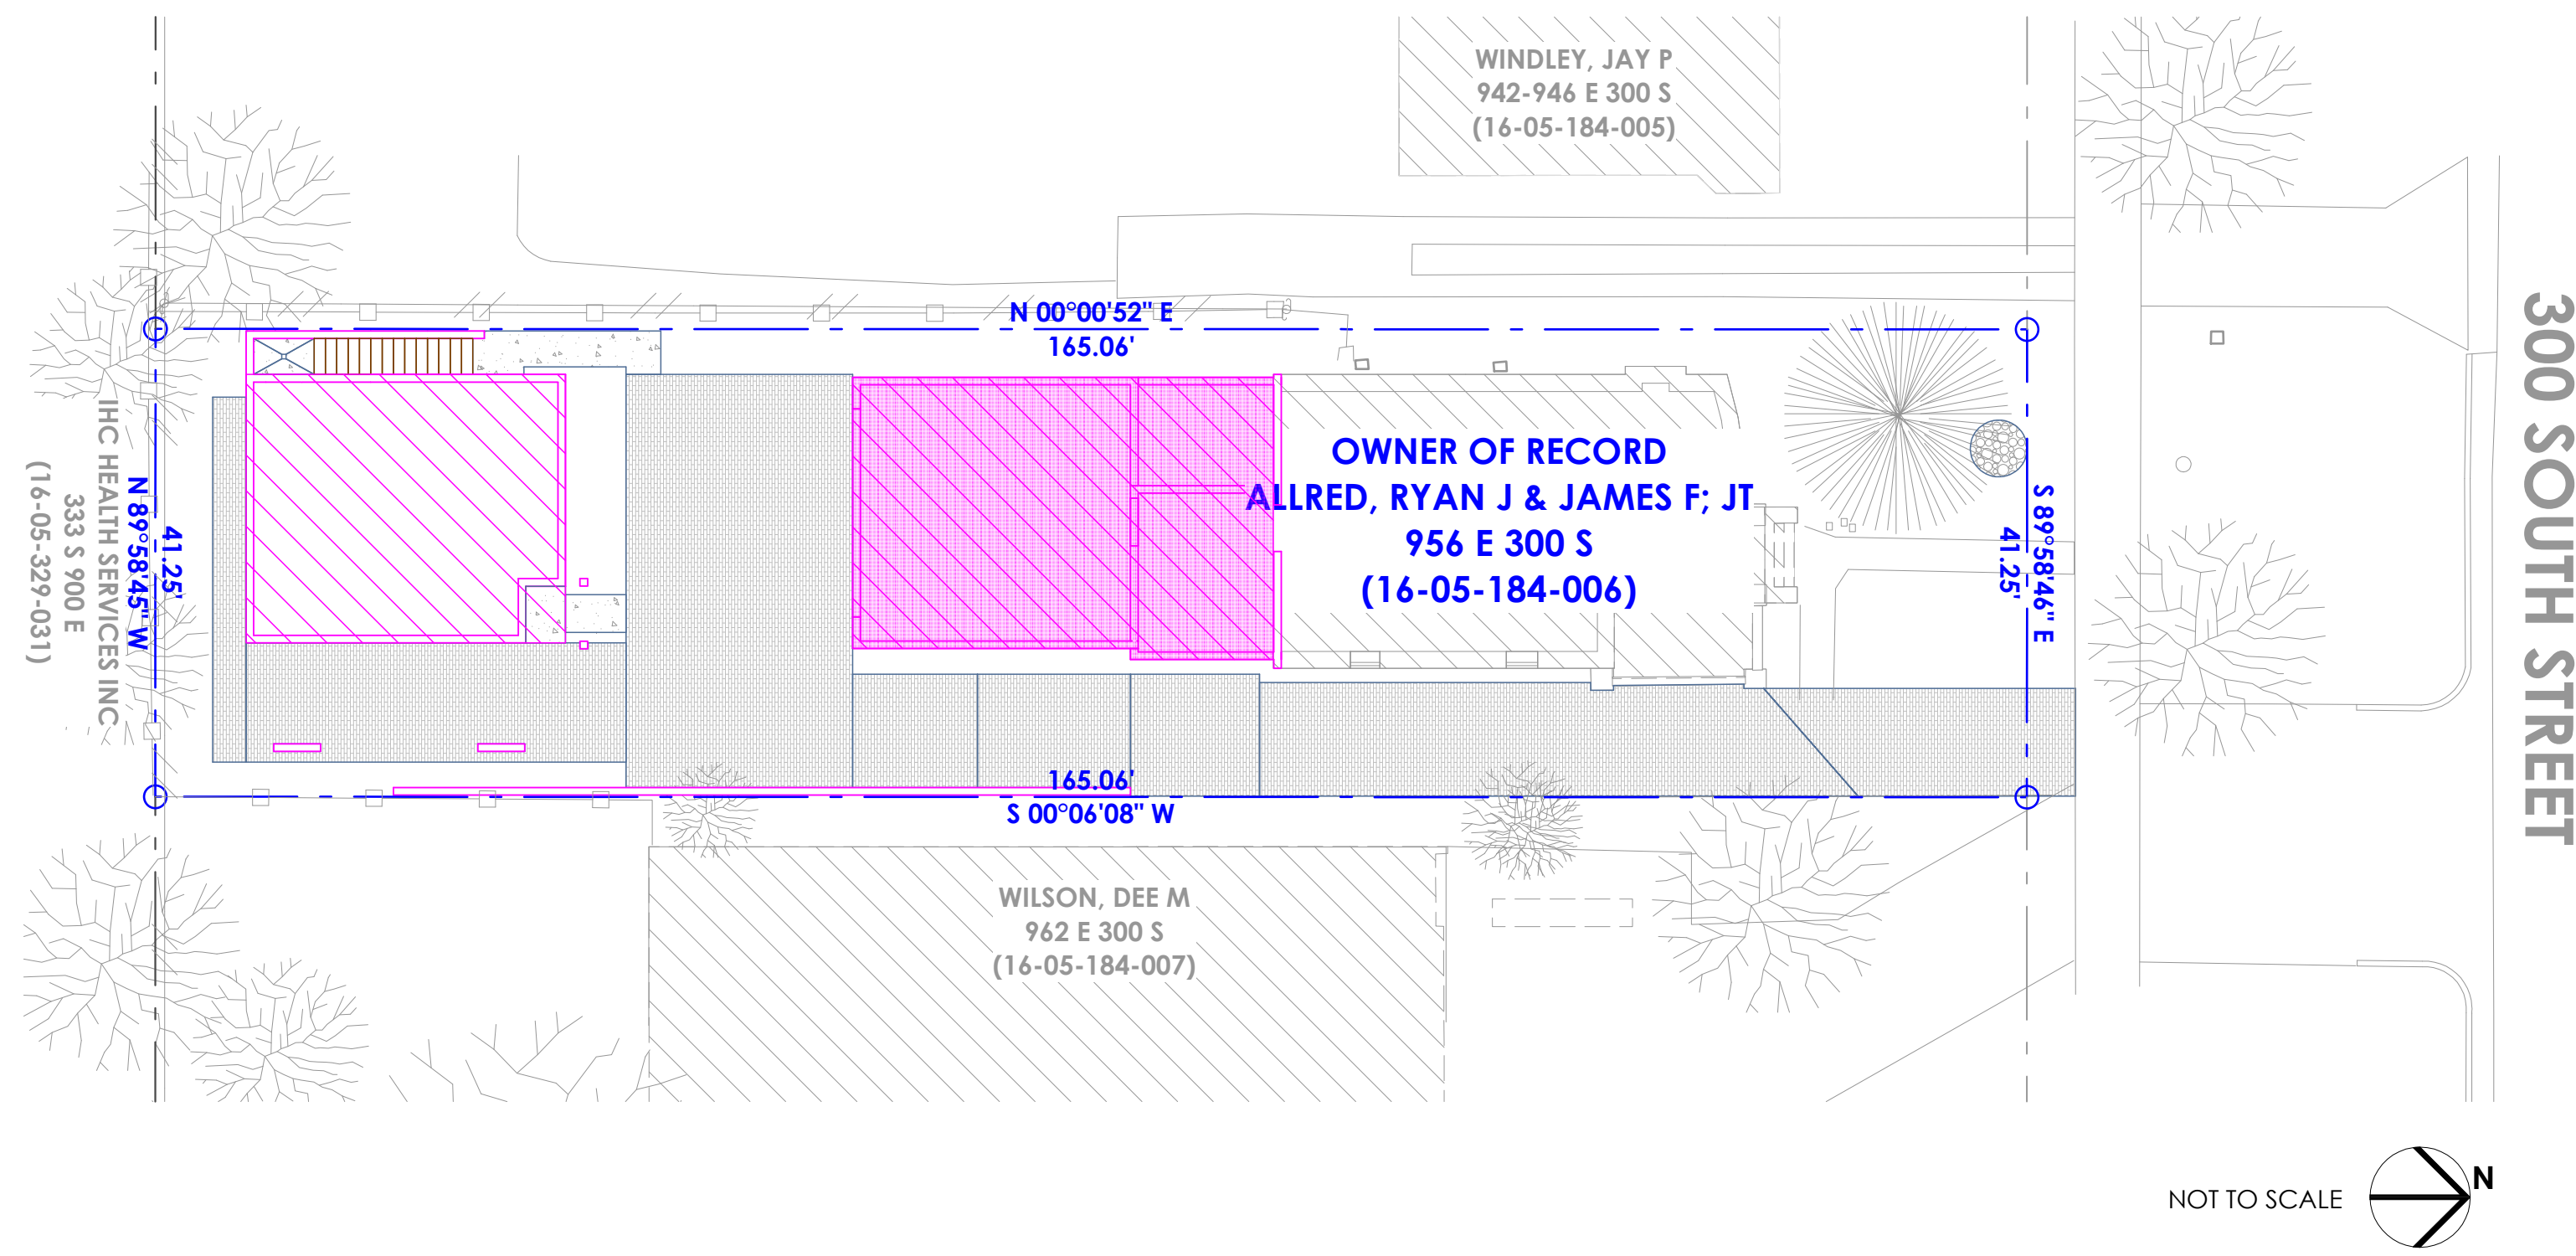 WINDLEY, JAY P
942-946 E 300 S
(16-05-184-005)
N 00°00'52" E
165.06'
OWNER OF RECORD
ALLRED, RYAN J & JAMES F; JT
956 E 300 S
(16-05-184-006)
IHC HEALTH SERVICES INC
333 S 900 E
(16-05-329-031)
N 89°58'45" W
41.25'
S 89°58'46" E
41.25'
300 SOUTH STREET
165.06'
S 00°06'08" W
WILSON, DEE M
962 E 300 S
(16-05-184-007)
NOT TO SCALE
N